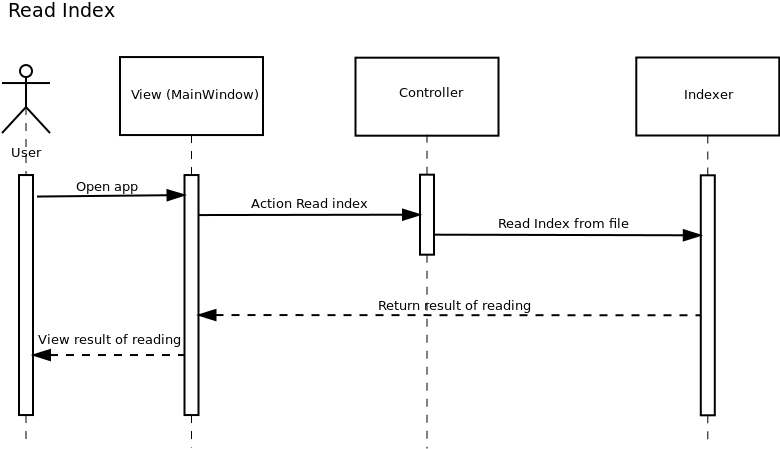 Read Index
View (MainWindow)
Controller
Indexer
User
Open app
Action Read index
Read Index from file
Return result of reading
View result of reading